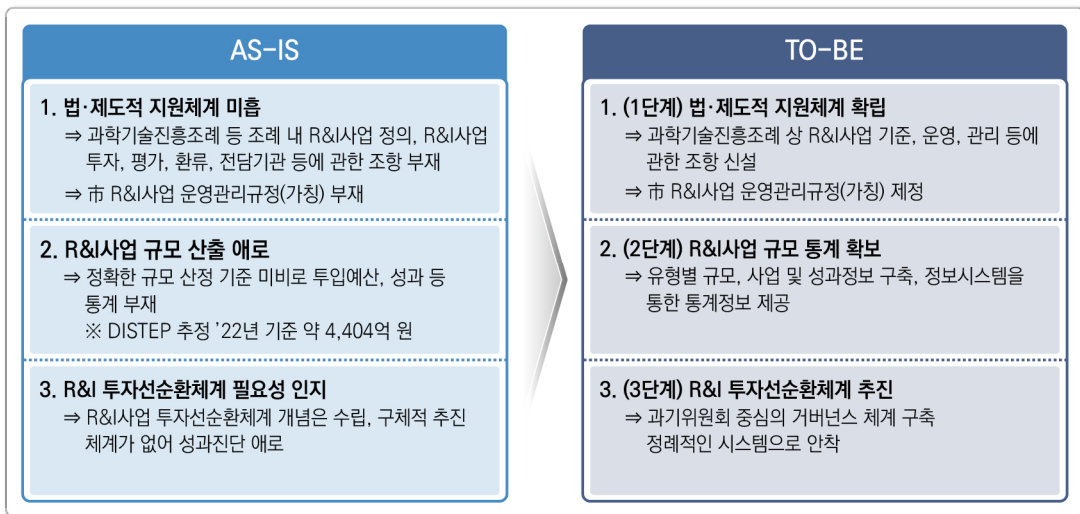 AS-IS
1. 법·제도적 지원체계 미흡
⇒ 과학기술진흥조례 등 조례 내 R&I사업 정의, R&I사업
투자, 평가, 환류, 전담기관 등에 관한 조항 부재
⇒ 市 R&I사업 운영관리규정(가칭) 부재
2. R&I사업 규모 산출 애로
⇒ 정확한 규모 산정 기준 미비로 투입예산, 성과 등
통계 부재
※ DISTEP 추정 ’22년 기준 약 4,404억 원
3. R&I 투자선순환체계 필요성 인지
⇒ R&I사업 투자선순환체계 개념은 수립, 구체적 추진
체계가 없어 성과진단 애로
TO-BE
1. (1단계) 법·제도적 지원체계 확립
⇒ 과학기술진흥조례 상 R&I사업 기준, 운영, 관리 등에
관한 조항 신설
⇒ 市 R&I사업 운영관리규정(가칭) 제정
2. (2단계) R&I사업 규모 통계 확보
⇒ 유형별 규모, 사업 및 성과정보 구축, 정보시스템을
통한 통계정보 제공
3. (3단계) R&I 투자선순환체계 추진
⇒ 과기위원회 중심의 거버넌스 체계 구축
정례적인 시스템으로 안착